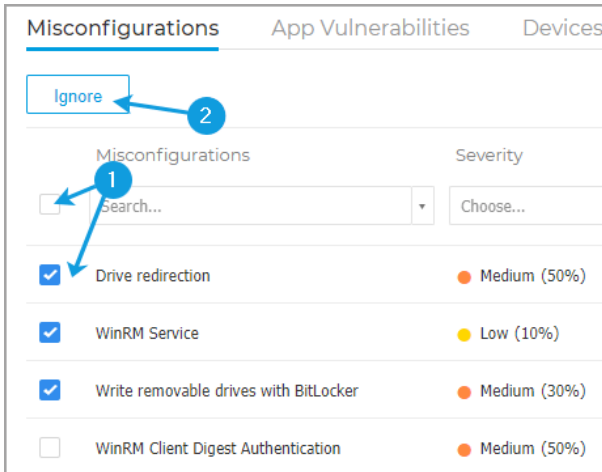 Misconfigurations App Vulnerabilities Devices
Ignore
2
Misconfigurations Severity
1
Search... Choose...
Drive redirection Medium (50%)
WinRM Service Low (10%)
Write removable drives with BitLocker Medium (30%)
WinRM Client Digest Authentication Medium (50%)